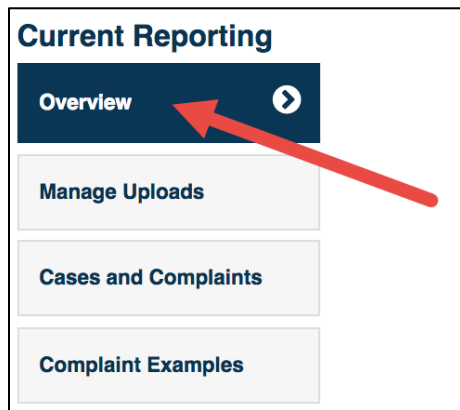 Current Reporting
Overview
Manage Uploads
Cases and Complaints
Complaint Examples